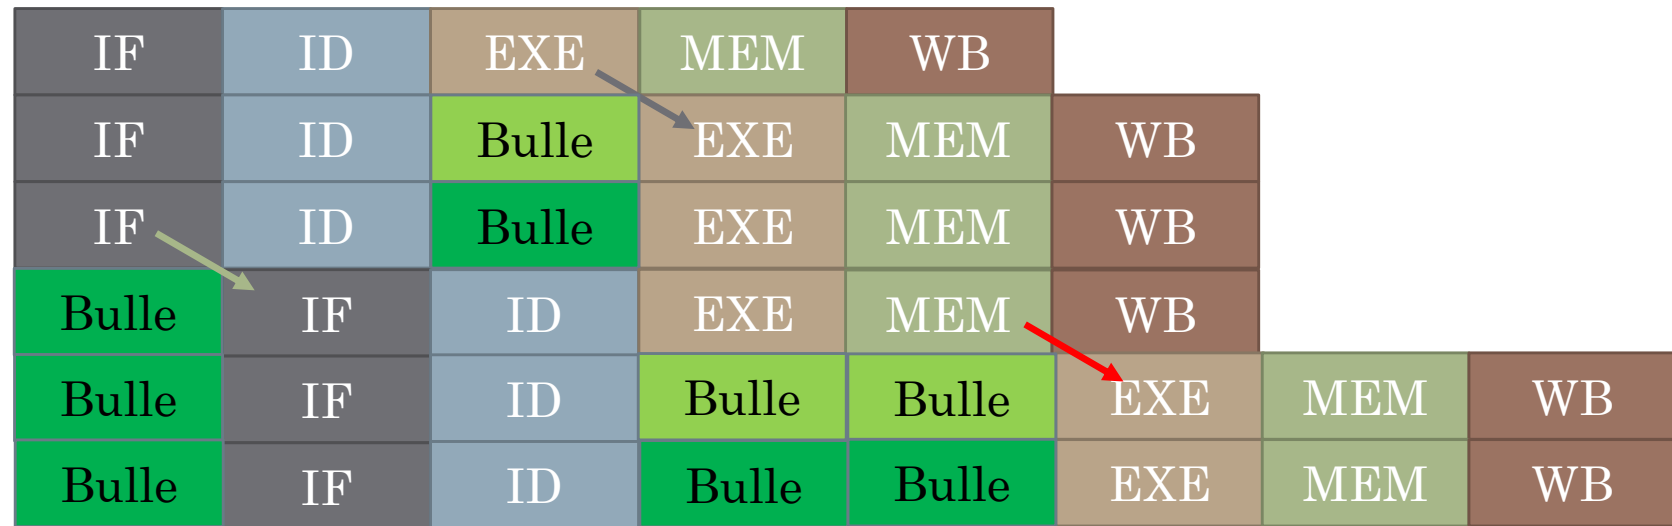 IF ID EXE MEM WB
IF ID Bulle EXE MEM WB
IF ID Bulle EXE MEM WB
Bulle IF ID EXE MEM WB
Bulle IF ID Bulle Bulle EXE MEM WB
Bulle IF ID Bulle Bulle EXE MEM WB